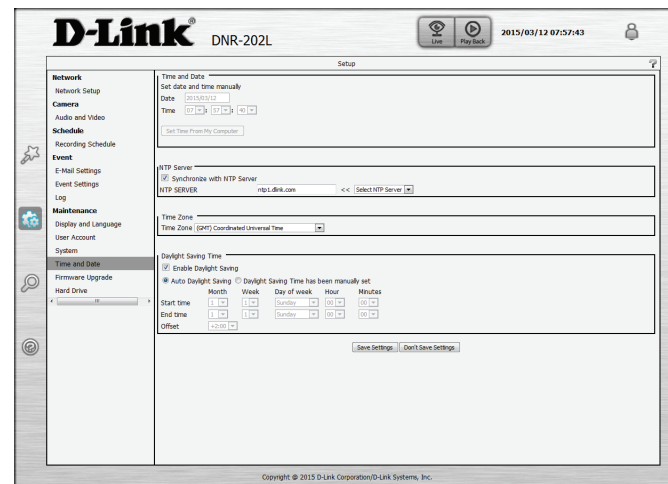 D-Link® DNR-202L
Live Play Back 2015/03/12 07:57:43
Setup ?
Network
Network Setup
Camera
Audio and Video
Schedule
Recording Schedule
Event
E-Mail Settings
Event Settings
Log
Maintenance
Display and Language
User Account
System
Time and Date
Firmware Upgrade
Hard Drive
Time and Date
Set date and time manually
Date 2015/03/12
Time 07 : 57 : 40
Set Time From My Computer
NTP Server
Synchronize with NTP Server
NTP SERVER ntp1.dlink.com << Select NTP Server
Time Zone
Time Zone (GMT) Coordinated Universal Time
Daylight Saving Time
Enable Daylight Saving
Auto Daylight Saving Daylight Saving Time has been manually set
Month Week Day of week Hour Minutes
Start time 1 1 Sunday 00 00
End time 1 1 Sunday 00 00
Offset +2:00
Save Settings Don't Save Settings
Copyright @ 2015 D-Link Corporation/D-Link Systems, Inc.